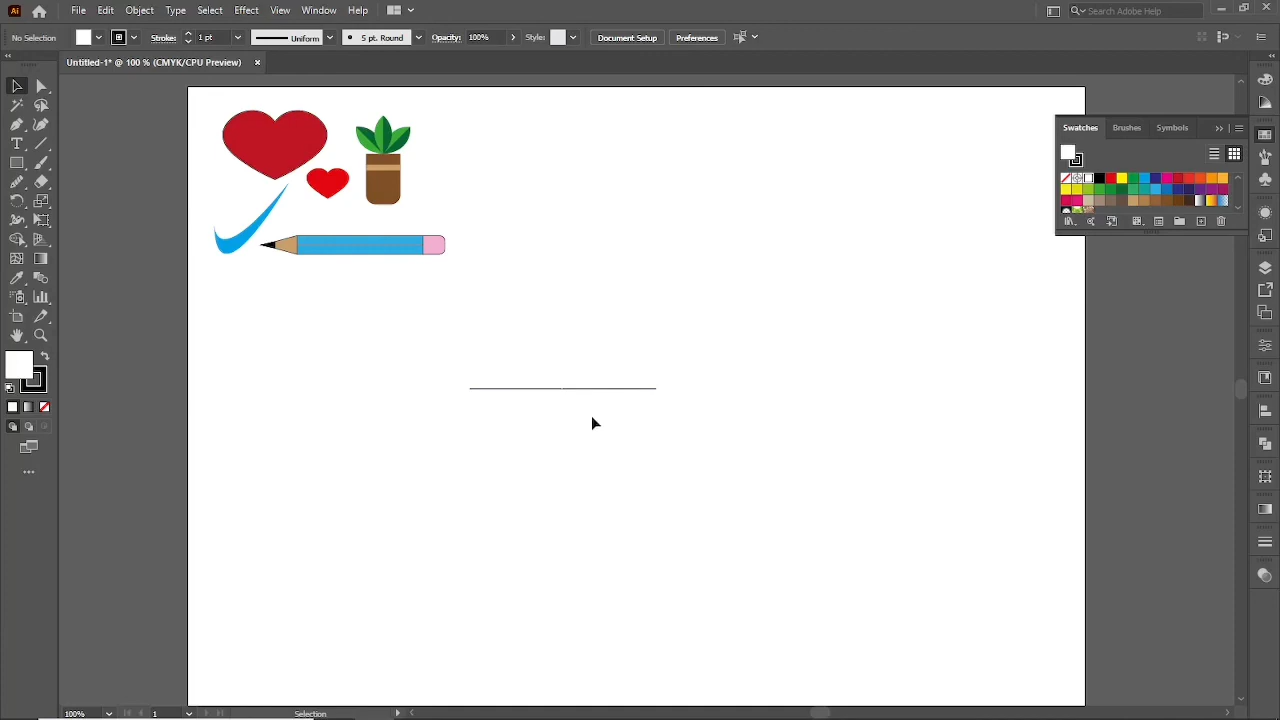 Ai File Edit Object Type Select Effect View Window Help Search Adobe Help
No Selection Stroke: 1 pt Uniform 5 pt. Round Opacity: 100% Style: Document Setup Preferences
Untitled-1* @ 100 % (CMYK/CPU Preview)
Swatches Brushes Symbols
100% 1 Selection